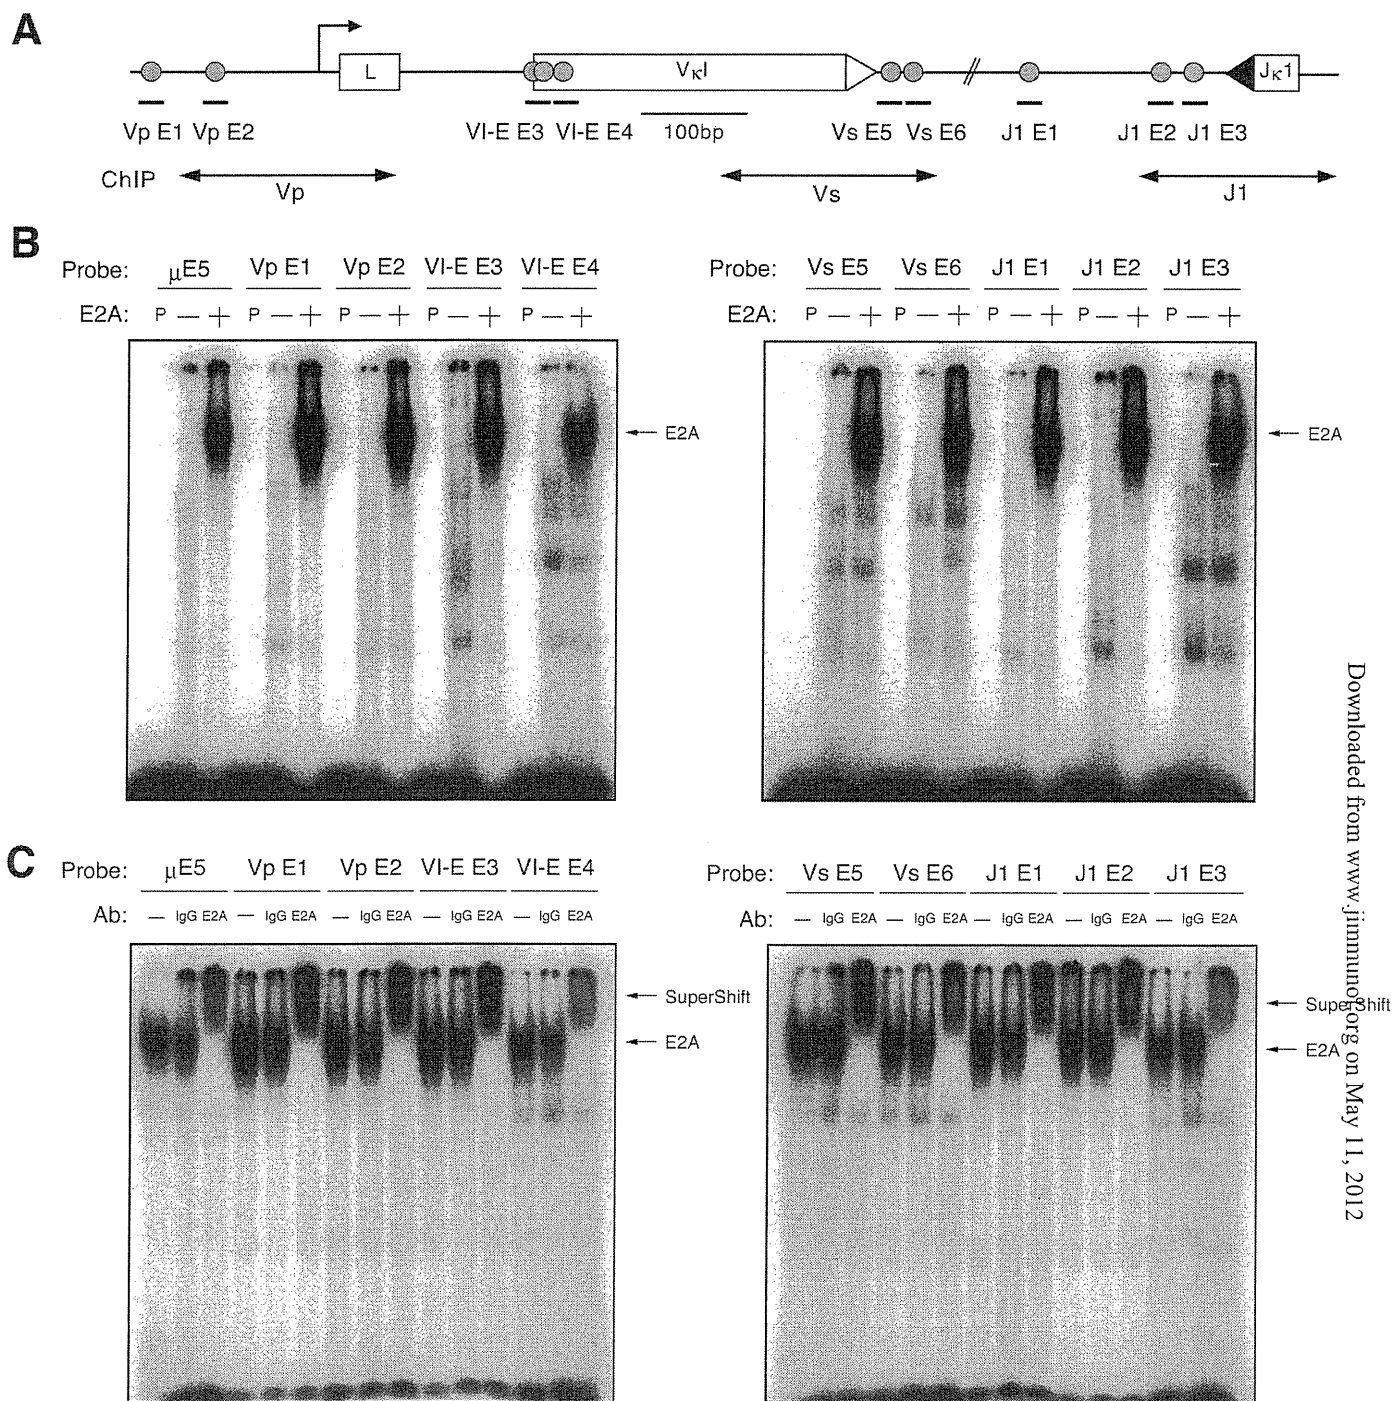 A
L
VκI
Jκ1
Vp E1 Vp E2 VI-E E3 VI-E E4 100bp Vs E5 Vs E6 J1 E1 J1 E2 J1 E3
ChIP Vp Vs J1
B
Probe: μE5 Vp E1 Vp E2 VI-E E3 VI-E E4
E2A: P — + P — + P — + P — + P — +
E2A
Probe: Vs E5 Vs E6 J1 E1 J1 E2 J1 E3
E2A: P — + P — + P — + P — + P — +
E2A
C
Probe: μE5 Vp E1 Vp E2 VI-E E3 VI-E E4
Ab: — IgG E2A — IgG E2A — IgG E2A — IgG E2A — IgG E2A
SuperShift
E2A
Probe: Vs E5 Vs E6 J1 E1 J1 E2 J1 E3
Ab: — IgG E2A — IgG E2A — IgG E2A — IgG E2A — IgG E2A
SuperShift
E2A
Downloaded from www.jimmunol.org on May 11, 2012